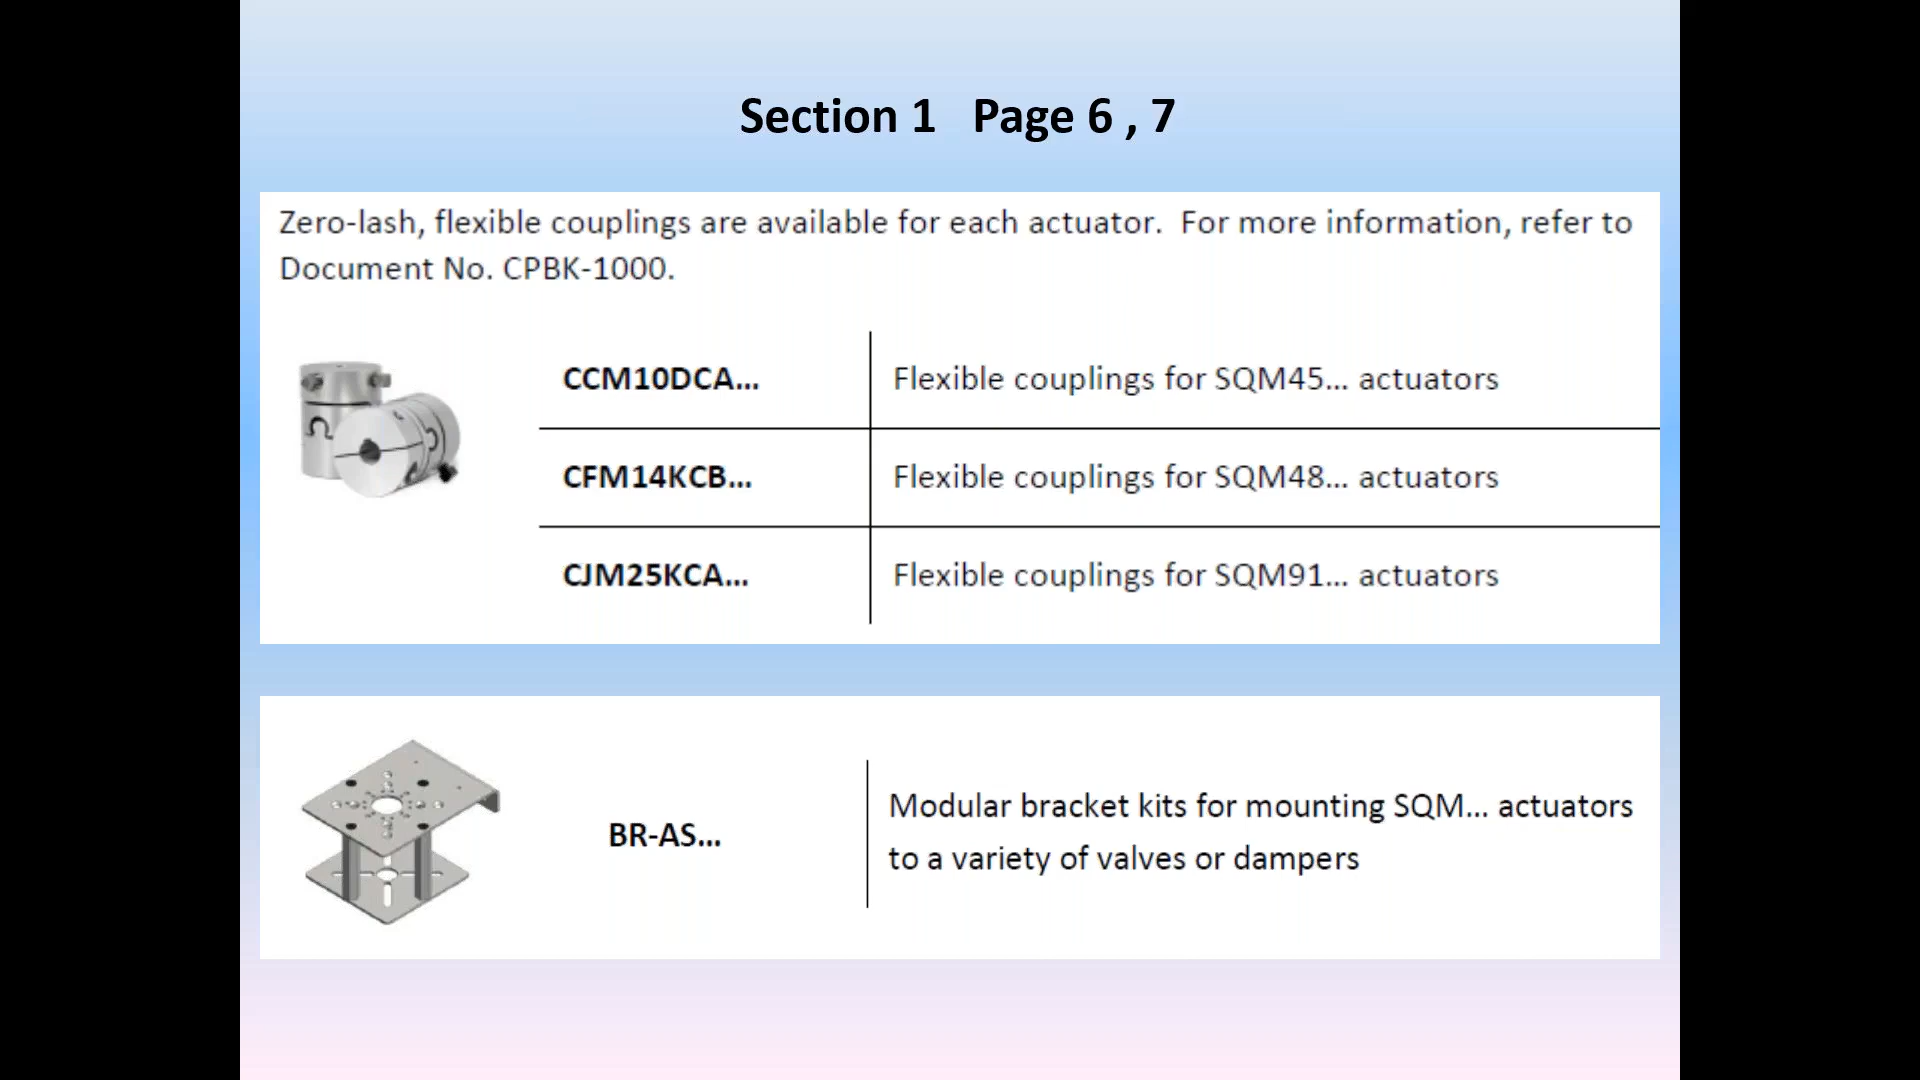 Section 1   Page 6 , 7
Zero-lash, flexible couplings are available for each actuator.  For more information, refer to
Document No. CPBK-1000.
CCM10DCA...
Flexible couplings for SQM45... actuators
CFM14KCB...
Flexible couplings for SQM48... actuators
CJM25KCA...
Flexible couplings for SQM91... actuators
BR-AS...
Modular bracket kits for mounting SQM... actuators
to a variety of valves or dampers